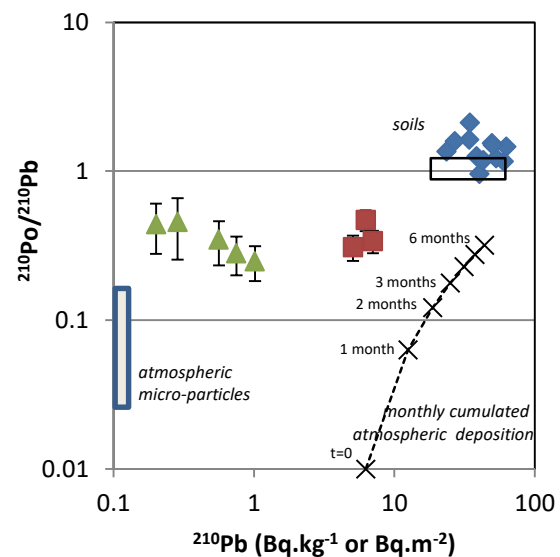 10
soils
1
²¹⁰Po/²¹⁰Pb
6 months
3 months
2 months
0.1
1 month
atmospheric
micro-particles
monthly cumulated
atmospheric deposition
t=0
0.01
0.1
1
10
100
²¹⁰Pb (Bq.kg⁻¹ or Bq.m⁻²)